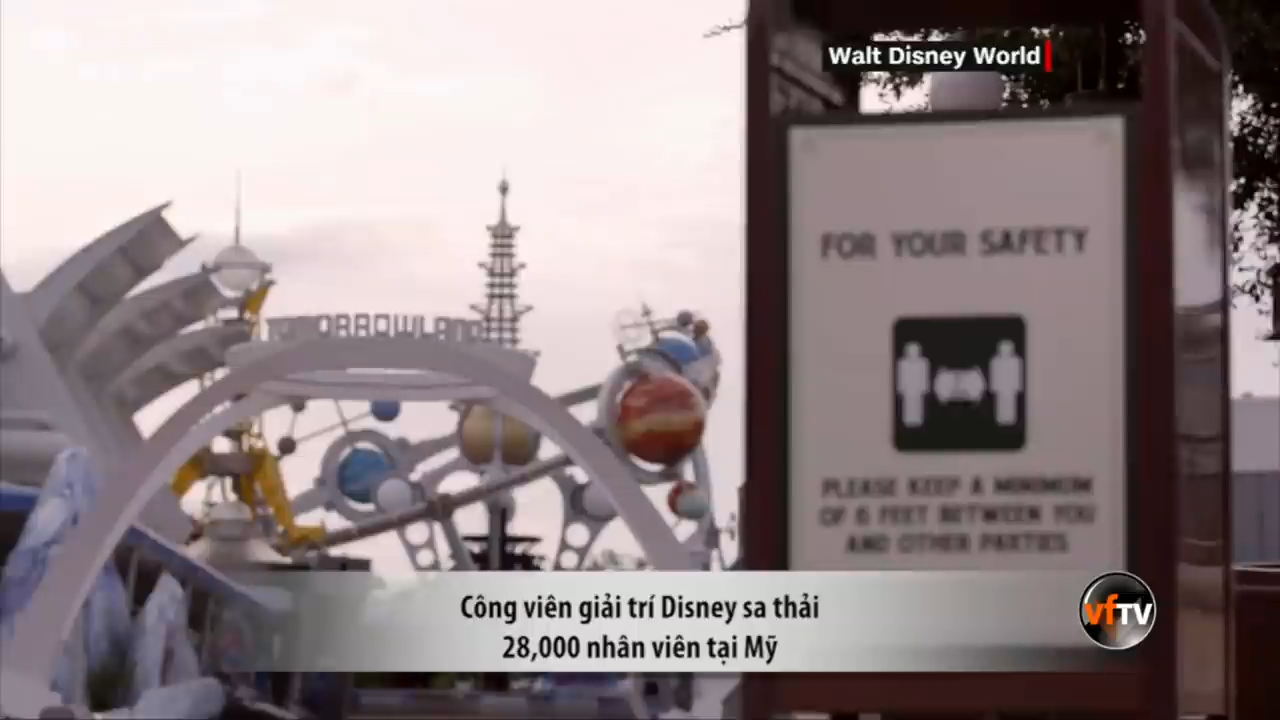 Walt Disney World
TOMORROWLAND
FOR YOUR SAFETY
PLEASE KEEP A MINIMUM
OF 6 FEET BETWEEN YOU
AND OTHER PARTIES
Công viên giải trí Disney sa thải
28,000 nhân viên tại Mỹ
vfTV